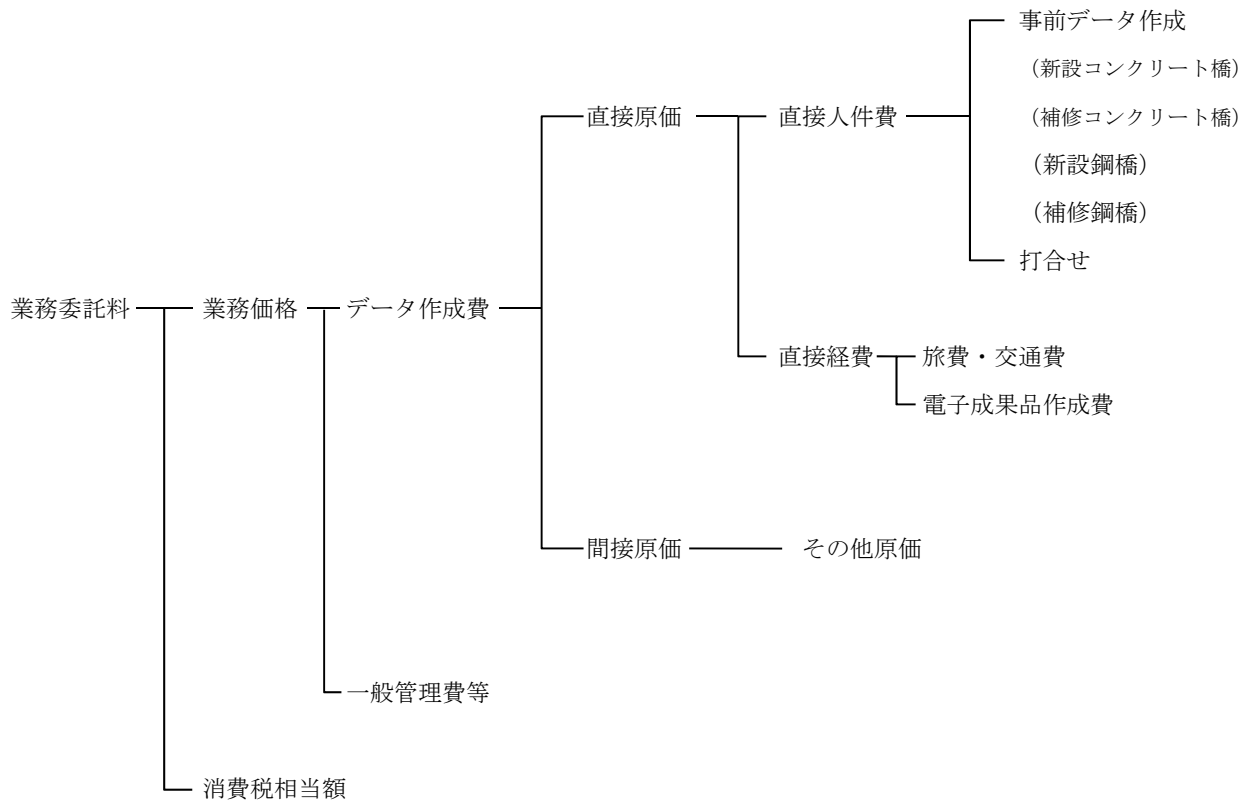 事前データ作成
（新設コンクリート橋）
直接原価 直接人件費 （補修コンクリート橋）
（新設鋼橋）
（補修鋼橋）
打合せ
業務委託料 業務価格 データ作成費
直接経費 旅費・交通費
電子成果品作成費
間接原価 その他原価
一般管理費等
消費税相当額